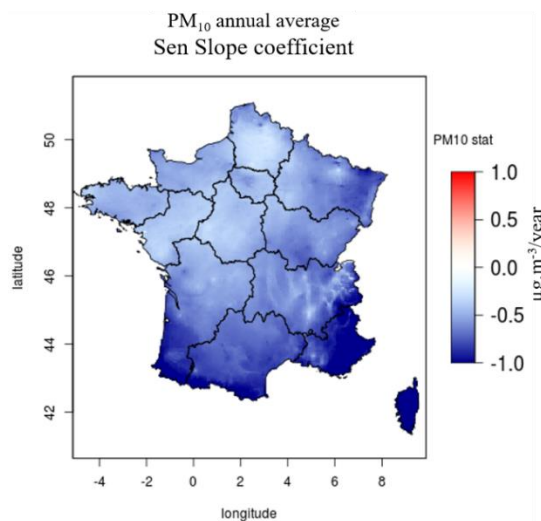 PM₁₀ annual average
Sen Slope coefficient
PM10 stat
50
48
46
44
42
latitude
1.0
0.5
0.0
-0.5
-1.0
µg.m⁻³/year
-4 -2 0 2 4 6 8
longitude